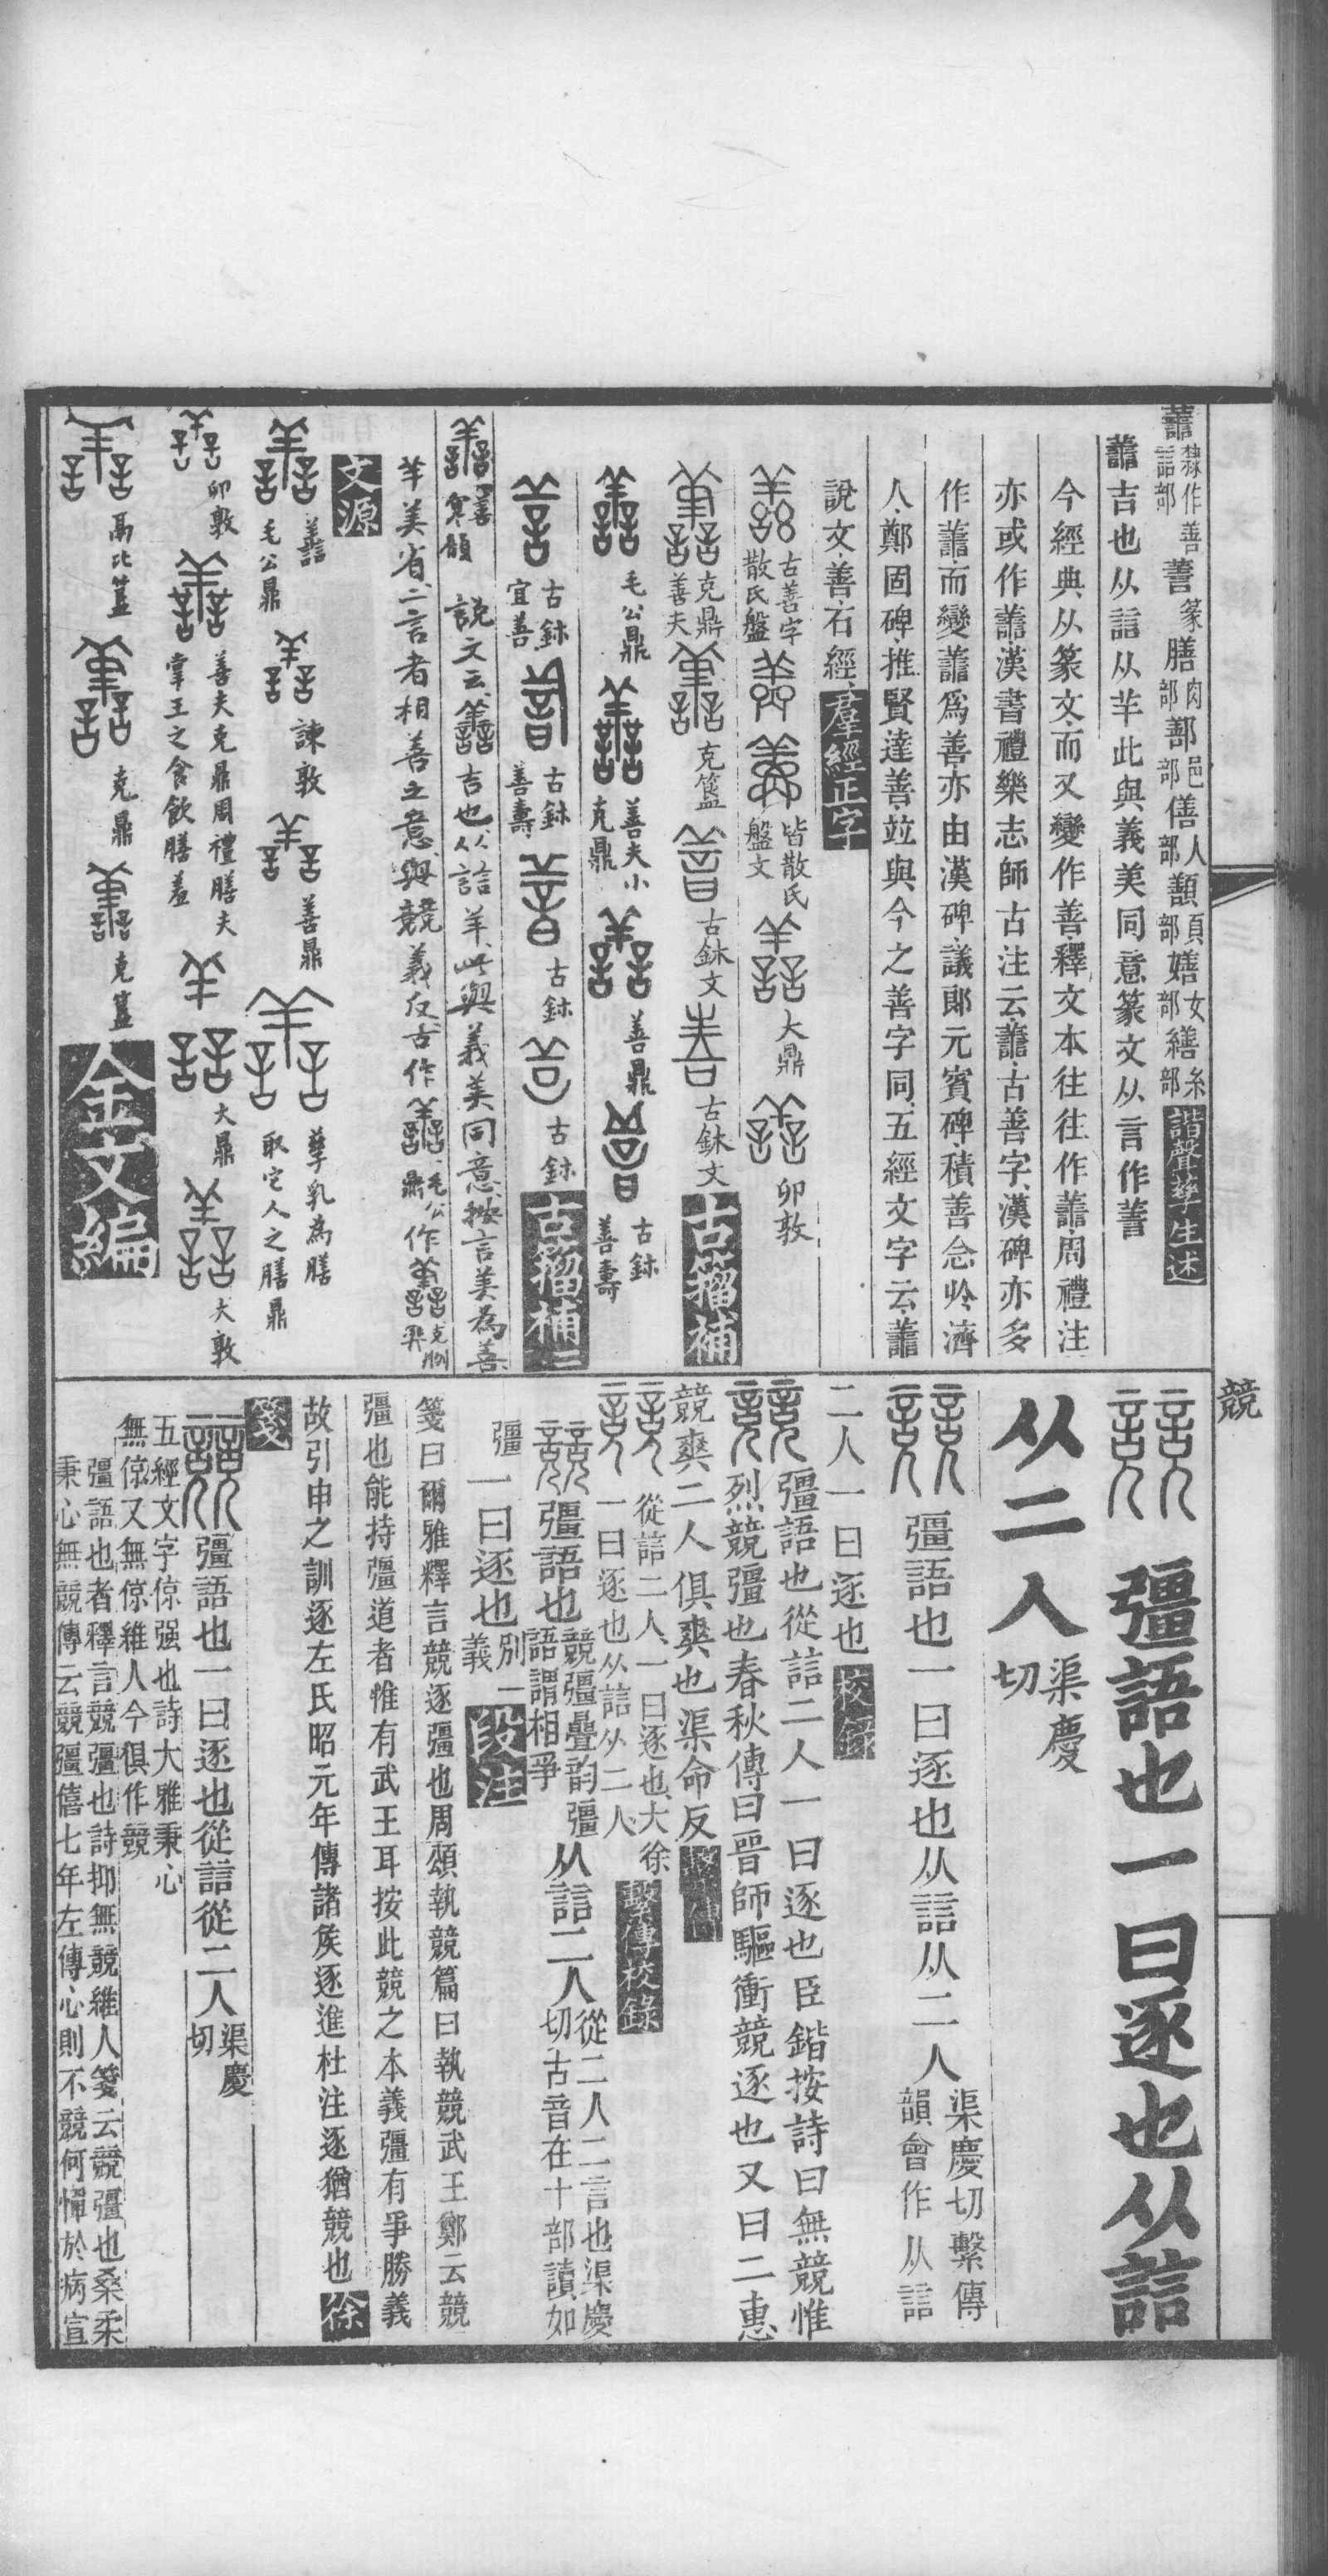 譱隸作善誩部善篆膳肉部鄯邑部僐人部顜頁部嫸女部繕糸部諧聲孳生述
譱吉也从誩从羊此與義美同意篆文从言作善
今經典从篆文而又變作善釋文本往往作譱周禮注
亦或作譱漢書禮樂志師古注云譱古善字漢碑亦多
作譱而變譱爲善亦由漢碑議郎元賓碑積善念㱓濟
人鄭固碑推賢達善竝與今之善字同五經文字云譱
說文善石經羣經正字
古善字散氏盤 皆散氏盤文 大鼎 卯敦
克鼎善夫 克簋 古鉥文 古鉥文 古籀補
毛公鼎 善夫小克鼎 善鼎 古鉥善壽
古鉥宜善 古鉥善壽 古鉥 古鉥 古籀補二
說文云譱吉也从誩羊此與義美同意按言美爲善
羊美省二言者相善之意與競義反古作毛公鼎作
文源
譱毛公鼎 諫敦 善鼎 孳乳為膳取它人之膳鼎
卯敦 善夫克鼎周禮膳夫掌王之食飲膳羞 大鼎 大敦
鬲比簋 克鼎 克簋 金文編
競
競彊語也一曰逐也从誩
从二人渠慶切
競彊語也一曰逐也从誩从二人渠慶切繫傳韻會作从誩
二人一曰逐也校錄
競彊語也從誩二人一曰逐也臣鍇按詩曰無競惟
烈競彊也春秋傳曰晉師驅衝競逐也又曰二惠
競爽二人俱爽也渠命反繫傳
競從誩二人一曰逐也大徐一曰逐也从誩从二人繫傳校錄
競彊語也競彊疊韵彊語謂相爭从誩二人從二人二言也渠慶切古音在十部讀如
彊一曰逐也別一義段注
箋曰爾雅釋言競逐彊也周頌執競篇曰執競武王鄭云競
彊也能持彊道者惟有武王耳按此競之本義彊有爭勝義
故引申之訓逐左氏昭元年傳諸矦逐進杜注逐猶競也徐
箋
競彊語也一曰逐也從誩從二人渠慶切
五經文字倞强也詩大雅秉心
無倞又無倞維人今俱作競
彊語也者釋言競彊也詩抑無競維人箋云競彊也桑柔
秉心無競傳云競彊僖七年左傳心則不競何憚於病宣